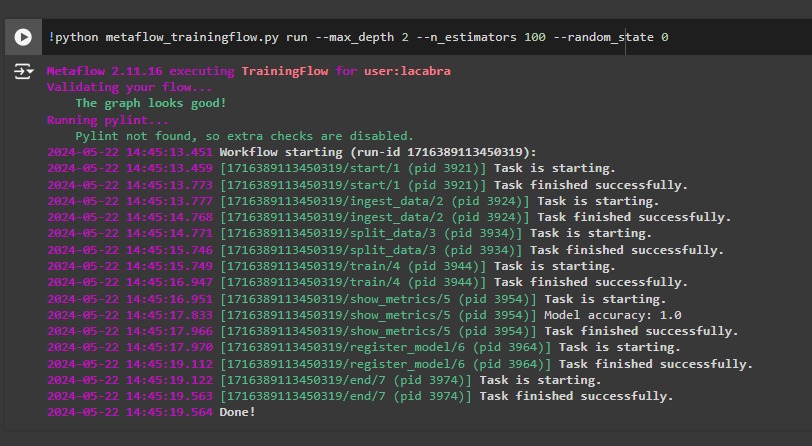 !python metaflow_trainingflow.py run --max_depth 2 --n_estimators 100 --random_state 0
Metaflow 2.11.16 executing TrainingFlow for user:lacabra
Validating your flow...
    The graph looks good!
Running pylint...
    Pylint not found, so extra checks are disabled.
2024-05-22 14:45:13.451 Workflow starting (run-id 1716389113450319):
2024-05-22 14:45:13.459 [1716389113450319/start/1 (pid 3921)] Task is starting.
2024-05-22 14:45:13.773 [1716389113450319/start/1 (pid 3921)] Task finished successfully.
2024-05-22 14:45:13.777 [1716389113450319/ingest_data/2 (pid 3924)] Task is starting.
2024-05-22 14:45:14.768 [1716389113450319/ingest_data/2 (pid 3924)] Task finished successfully.
2024-05-22 14:45:14.771 [1716389113450319/split_data/3 (pid 3934)] Task is starting.
2024-05-22 14:45:15.746 [1716389113450319/split_data/3 (pid 3934)] Task finished successfully.
2024-05-22 14:45:15.749 [1716389113450319/train/4 (pid 3944)] Task is starting.
2024-05-22 14:45:16.947 [1716389113450319/train/4 (pid 3944)] Task finished successfully.
2024-05-22 14:45:16.951 [1716389113450319/show_metrics/5 (pid 3954)] Task is starting.
2024-05-22 14:45:17.833 [1716389113450319/show_metrics/5 (pid 3954)] Model accuracy: 1.0
2024-05-22 14:45:17.966 [1716389113450319/show_metrics/5 (pid 3954)] Task finished successfully.
2024-05-22 14:45:17.970 [1716389113450319/register_model/6 (pid 3964)] Task is starting.
2024-05-22 14:45:19.112 [1716389113450319/register_model/6 (pid 3964)] Task finished successfully.
2024-05-22 14:45:19.122 [1716389113450319/end/7 (pid 3974)] Task is starting.
2024-05-22 14:45:19.563 [1716389113450319/end/7 (pid 3974)] Task finished successfully.
2024-05-22 14:45:19.564 Done!